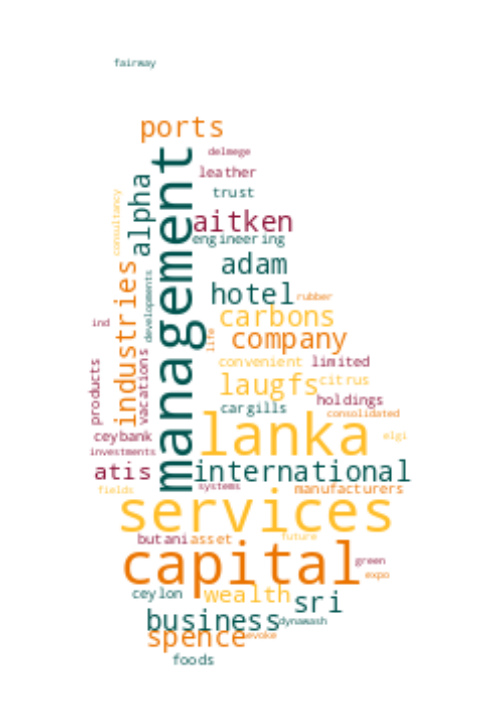 fairway
ports
delmege
leather
trust
management
alpha
consultancy
aitken
engineering
adam
hotel
rubber
developments
industries
ind
carbons
company
life
convenient limited
laugfs citrus
products
vacations
holdings
cargills
consolidated
lanka
ceybank
elgi
investments
atis
international
fields
systems
manufacturers
services
butani asset
future
capital
green
expo
ceylon
wealth
sri
business
dynawash
spence
foods